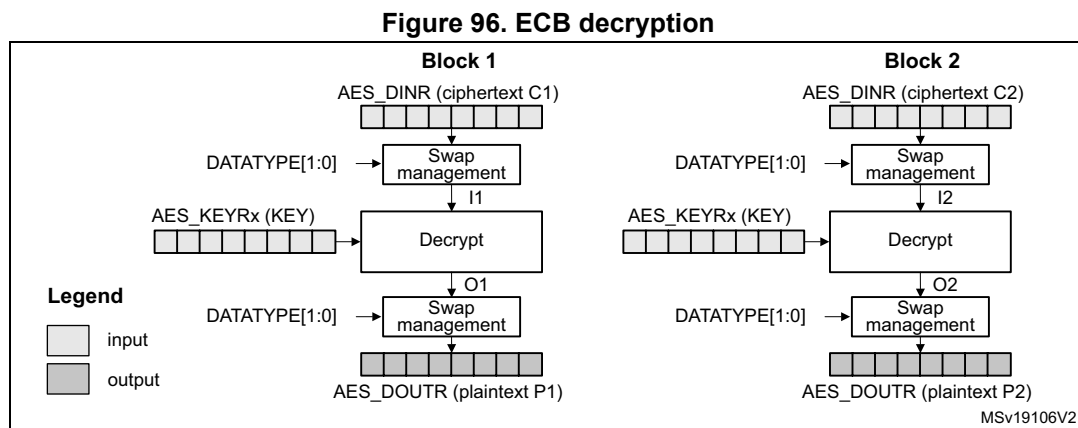 Figure 96. ECB decryption
Block 1
AES_DINR (ciphertext C1)
DATATYPE[1:0]
Swap
management
I1
AES_KEYRx (KEY)
Decrypt
O1
DATATYPE[1:0]
Swap
management
AES_DOUTR (plaintext P1)
Block 2
AES_DINR (ciphertext C2)
DATATYPE[1:0]
Swap
management
I2
AES_KEYRx (KEY)
Decrypt
O2
DATATYPE[1:0]
Swap
management
AES_DOUTR (plaintext P2)
Legend
input
output
MSv19106V2